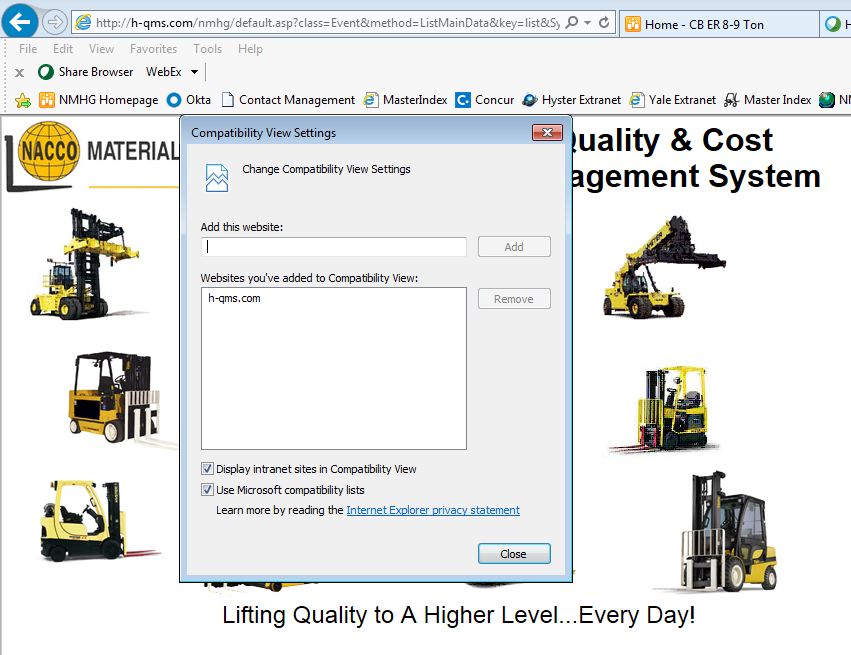 http://h-qms.com/nmhg/default.asp?class=Event&method=ListMainData&key=list&Sy
Home - CB ER 8-9 Ton
H
File Edit View Favorites Tools Help
x Share Browser WebEx
NMHG Homepage Okta Contact Management MasterIndex Concur Hyster Extranet Yale Extranet Master Index NM
Compatibility View Settings
NACCO MATERIAL
Quality & Cost
agement System
Change Compatibility View Settings
Add this website:
Add
Websites you've added to Compatibility View:
h-qms.com
Remove
Display intranet sites in Compatibility View
Use Microsoft compatibility lists
Learn more by reading the Internet Explorer privacy statement
Close
Lifting Quality to A Higher Level...Every Day!